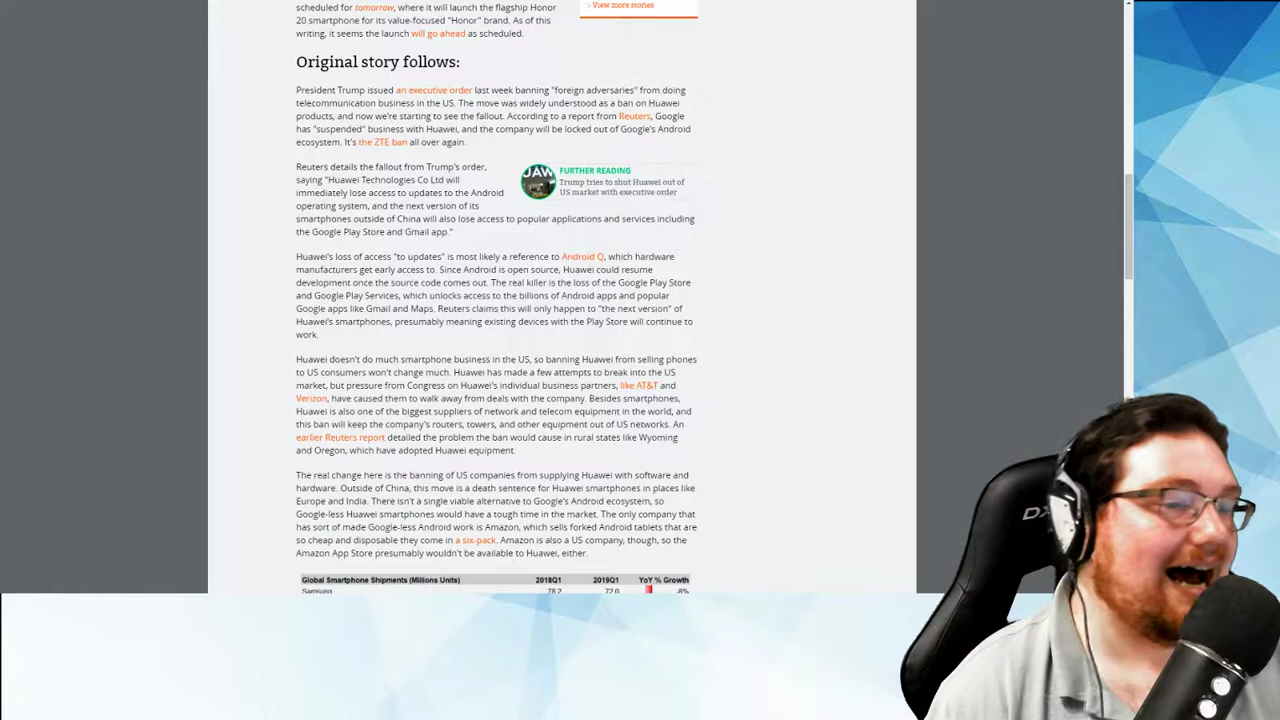 scheduled for tomorrow, where it will launch the flagship Honor
20 smartphone for its value-focused "Honor" brand. As of this
writing, it seems the launch will go ahead as scheduled.
View more stories
Original story follows:
President Trump issued an executive order last week banning "foreign adversaries" from doing
telecommunication business in the US. The move was widely understood as a ban on Huawei
products, and now we're starting to see the fallout. According to a report from Reuters, Google
has "suspended" business with Huawei, and the company will be locked out of Google's Android
ecosystem. It's the ZTE ban all over again.
Reuters details the fallout from Trump's order,
saying "Huawei Technologies Co Ltd will
immediately lose access to updates to the Android
operating system, and the next version of its
smartphones outside of China will also lose access to popular applications and services including
the Google Play Store and Gmail app."
FURTHER READING
Trump tries to shut Huawei out of
US market with executive order
Huawei's loss of access "to updates" is most likely a reference to Android Q, which hardware
manufacturers get early access to. Since Android is open source, Huawei could resume
development once the source code comes out. The real killer is the loss of the Google Play Store
and Google Play Services, which unlocks access to the billions of Android apps and popular
Google apps like Gmail and Maps. Reuters claims this will only happen to "the next version" of
Huawei's smartphones, presumably meaning existing devices with the Play Store will continue to
work.
Huawei doesn't do much smartphone business in the US, so banning Huawei from selling phones
to US consumers won't change much. Huawei has made a few attempts to break into the US
market, but pressure from Congress on Huawei's individual business partners, like AT&T and
Verizon, have caused them to walk away from deals with the company. Besides smartphones,
Huawei is also one of the biggest suppliers of network and telecom equipment in the world, and
this ban will keep the company's routers, towers, and other equipment out of US networks. An
earlier Reuters report detailed the problem the ban would cause in rural states like Wyoming
and Oregon, which have adopted Huawei equipment.
The real change here is the banning of US companies from supplying Huawei with software and
hardware. Outside of China, this move is a death sentence for Huawei smartphones in places like
Europe and India. There isn't a single viable alternative to Google's Android ecosystem, so
Google-less Huawei smartphones would have a tough time in the market. The only company that
has sort of made Google-less Android work is Amazon, which sells forked Android tablets that are
so cheap and disposable they come in a six-pack. Amazon is also a US company, though, so the
Amazon App Store presumably wouldn't be available to Huawei, either.
Global Smartphone Shipments (Millions Units) 2018Q1 2019Q1 YoY % Growth
Samsung 78.2 72.0 -8%